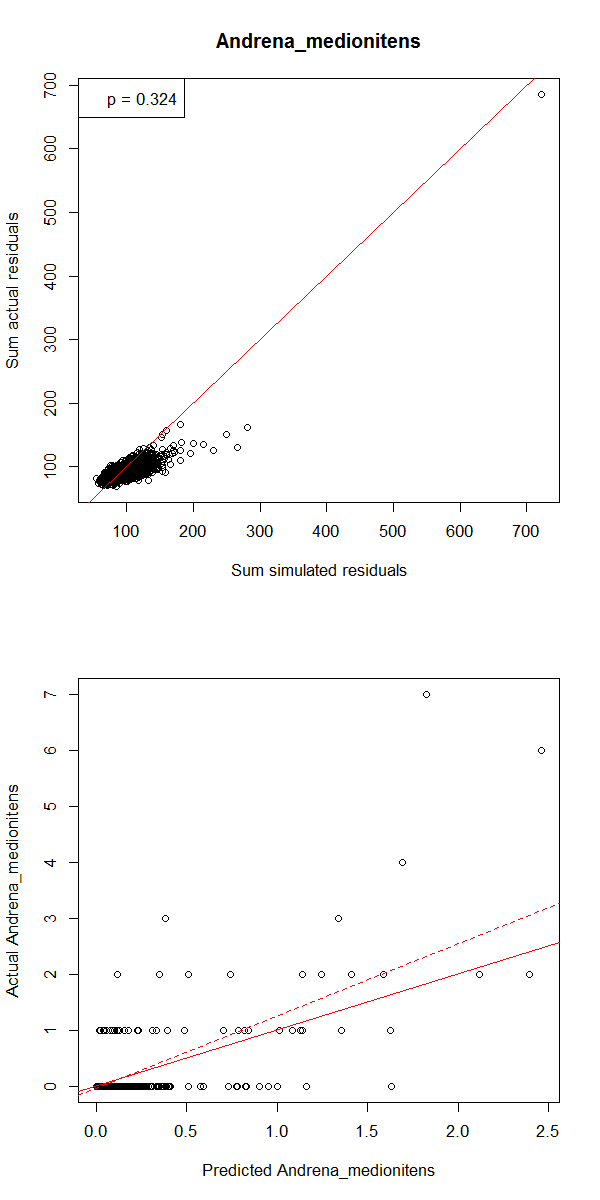 Andrena_medionitens
p = 0.324
Sum actual residuals
700
600
500
400
300
200
100
100 200 300 400 500 600 700
Sum simulated residuals
Actual Andrena_medionitens
7
6
5
4
3
2
1
0
0.0 0.5 1.0 1.5 2.0 2.5
Predicted Andrena_medionitens